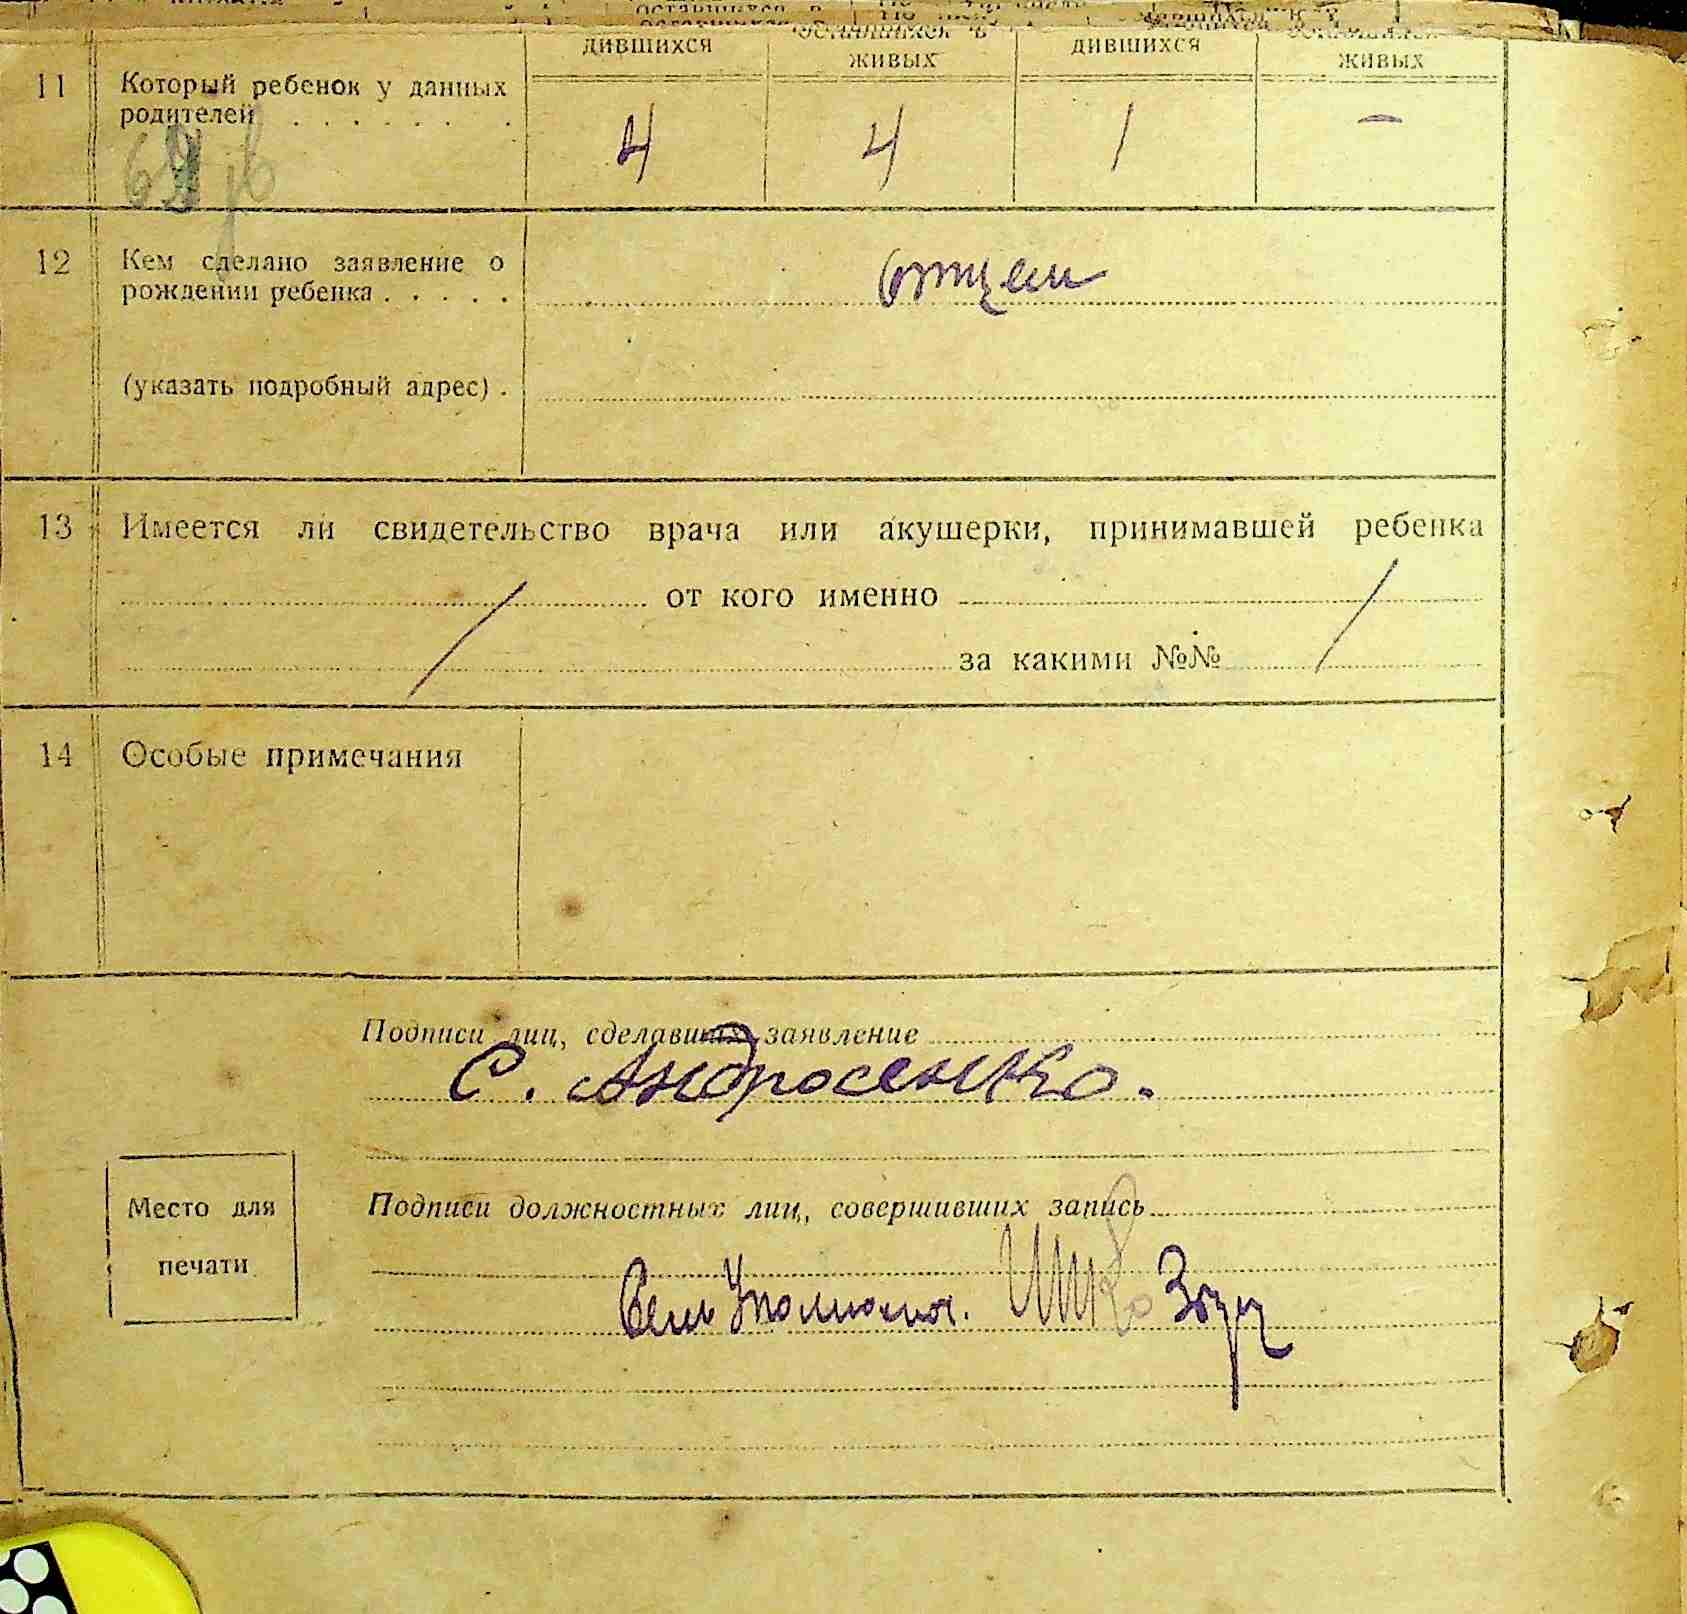 дившихся оставшихся в живых дившихся оставшихся живых
11 Который ребенок у данных
родителей . . . . . . . 4 4 1 —
12 Кем сделано заявление о
рождении ребенка . . . . . отцем
(указать подробный адрес) .
13 Имеется ли свидетельство врача или акушерки, принимавшей ребенка
/ от кого именно /
за какими №№
14 Особые примечания
Подписи лиц, сделавших заявление
С. Андросенко.
Место для
печати
Подписи должностных лиц, совершивших запись